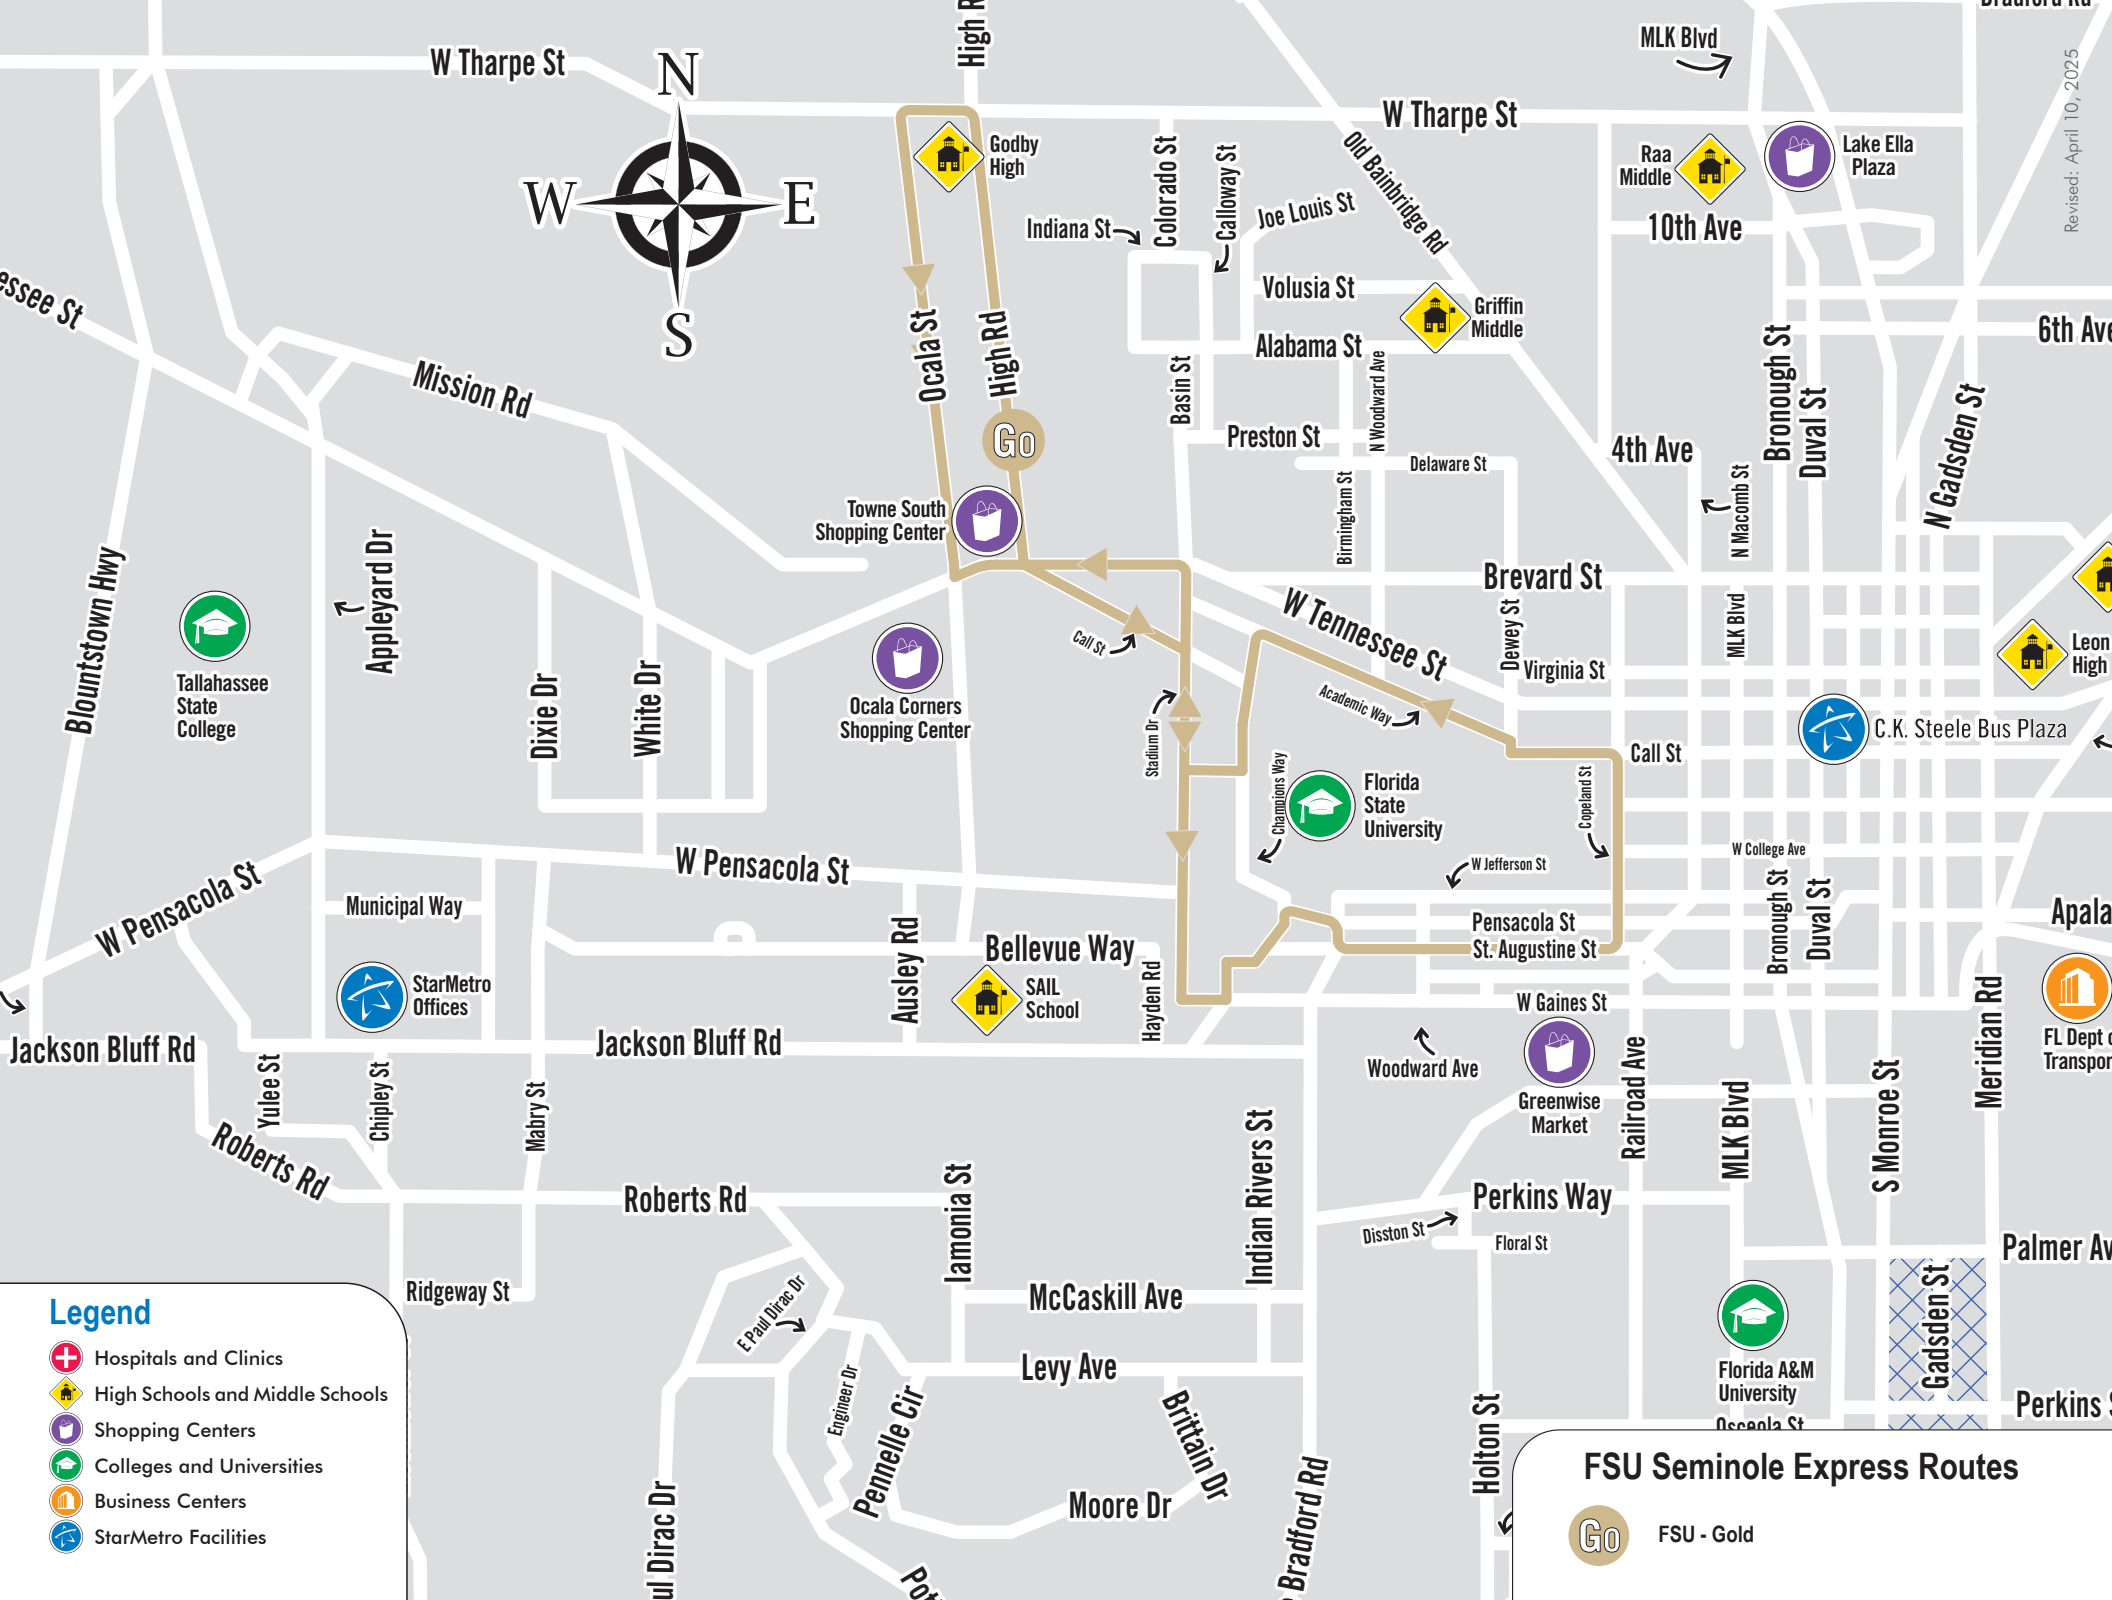 Bradford Rd
MLK Blvd
High R
W Tharpe St
N
W
E
S
W Tharpe St
Revised: April 10, 2025
Godby
High
Raa
Middle
Lake Ella
Plaza
Colorado St
Calloway St
Old Bainbridge Rd
Joe Louis St
Indiana St
10th Ave
essee St
Volusia St
Griffin
Middle
6th Ave
Alabama St
Ocala St
High Rd
Mission Rd
Basin St
N Woodward Ave
Bronough St
Duval St
N Gadsden St
Go
Preston St
4th Ave
Delaware St
Birmingham St
N Macomb St
Towne South
Shopping Center
Blountstown Hwy
Appleyard Dr
Brevard St
W Tennessee St
Dewey St
MLK Blvd
Call St
Leon
High
Virginia St
Tallahassee
State
College
Dixie Dr
White Dr
Ocala Corners
Shopping Center
Stadium Dr
Academic Way
C.K. Steele Bus Plaza
Call St
Champions Way
Copeland St
Florida
State
University
W College Ave
W Jefferson St
W Pensacola St
W Pensacola St
Municipal Way
Bronough St
Duval St
Apala
Pensacola St
St. Augustine St
Ausley Rd
Bellevue Way
Hayden Rd
StarMetro
Offices
SAIL
School
W Gaines St
Meridian Rd
Jackson Bluff Rd
Jackson Bluff Rd
FL Dept o
Transpor
Woodward Ave
Railroad Ave
Greenwise
Market
Yulee St
Chipley St
Mabry St
MLK Blvd
S Monroe St
Roberts Rd
Roberts Rd
Iamonia St
Indian Rivers St
Perkins Way
Disston St
Floral St
Palmer Av
Ridgeway St
McCaskill Ave
E Paul Dirac Dr
Gadsden St
Levy Ave
Florida A&M
University
Engineer Dr
Pennelle Cir
Brittain Dr
Holton St
Perkins S
Osceola St
Moore Dr
ul Dirac Dr
Bradford Rd
Pot
Legend
Hospitals and Clinics
High Schools and Middle Schools
Shopping Centers
Colleges and Universities
Business Centers
StarMetro Facilities
FSU Seminole Express Routes
Go
FSU - Gold